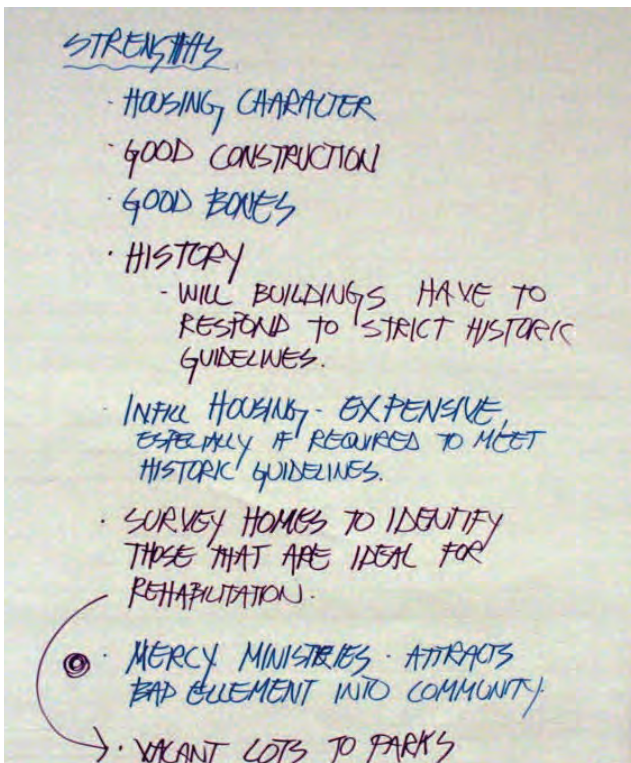 STRENGTHS
· HOUSING CHARACTER
· GOOD CONSTRUCTION
· GOOD BONES
· HISTORY
- WILL BUILDINGS HAVE TO
RESPOND TO STRICT HISTORIC
GUIDELINES.
· INFILL HOUSING - EXPENSIVE,
ESPECIALLY IF REQUIRED TO MEET
HISTORIC GUIDELINES.
· SURVEY HOMES TO IDENTIFY
THOSE THAT ARE IDEAL FOR
REHABILITATION.
· MERCY MINISTRIES - ATTRACTS
BAD ELLEMENT INTO COMMUNITY.
· VACANT LOTS TO PARKS